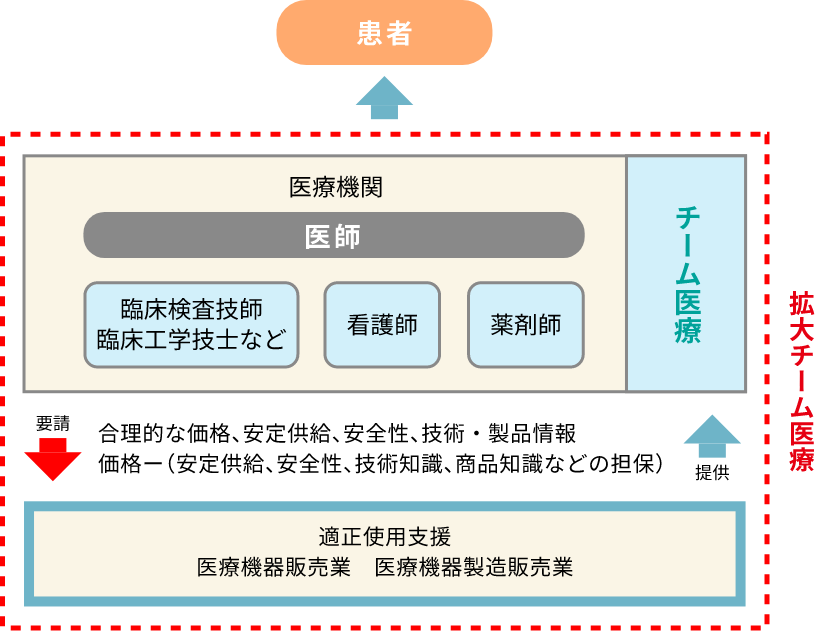 患者
医療機関
医師
臨床検査技師
臨床工学技士など
看護師
薬剤師
チーム医療
拡大チーム医療
要請
合理的な価格、安定供給、安全性、技術・製品情報
価格ー（安定供給、安全性、技術知識、商品知識などの担保）
提供
適正使用支援
医療機器販売業　医療機器製造販売業